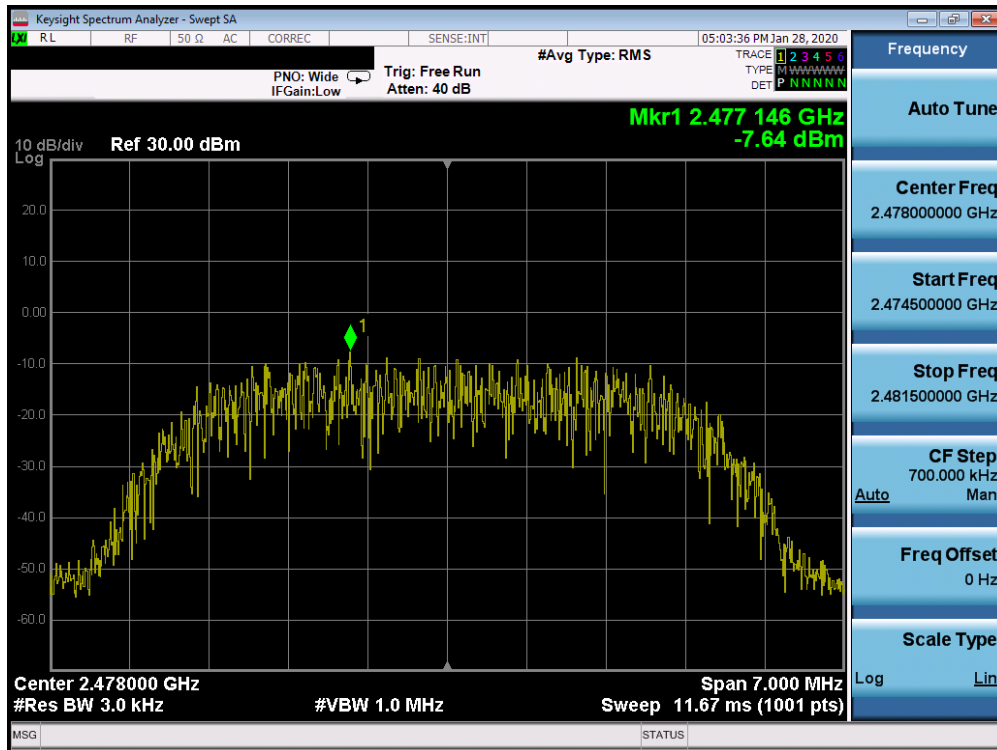 Keysight Spectrum Analyzer - Swept SA
LXI RL RF 50 Ω AC CORREC SENSE:INT 05:03:36 PM Jan 28, 2020
#Avg Type: RMS TRACE 1 2 3 4 5 6
PNO: Wide Trig: Free Run TYPE M WWWWW
IFGain:Low Atten: 40 dB DET P N N N N N
Mkr1 2.477 146 GHz
-7.64 dBm
10 dB/div Ref 30.00 dBm
Log
20.0
10.0
0.00
1
-10.0
-20.0
-30.0
-40.0
-50.0
-60.0
Center 2.478000 GHz Span 7.000 MHz
#Res BW 3.0 kHz #VBW 1.0 MHz Sweep 11.67 ms (1001 pts)
MSG STATUS
Frequency
Auto Tune
Center Freq
2.478000000 GHz
Start Freq
2.474500000 GHz
Stop Freq
2.481500000 GHz
CF Step
700.000 kHz
Auto Man
Freq Offset
0 Hz
Scale Type
Log Lin